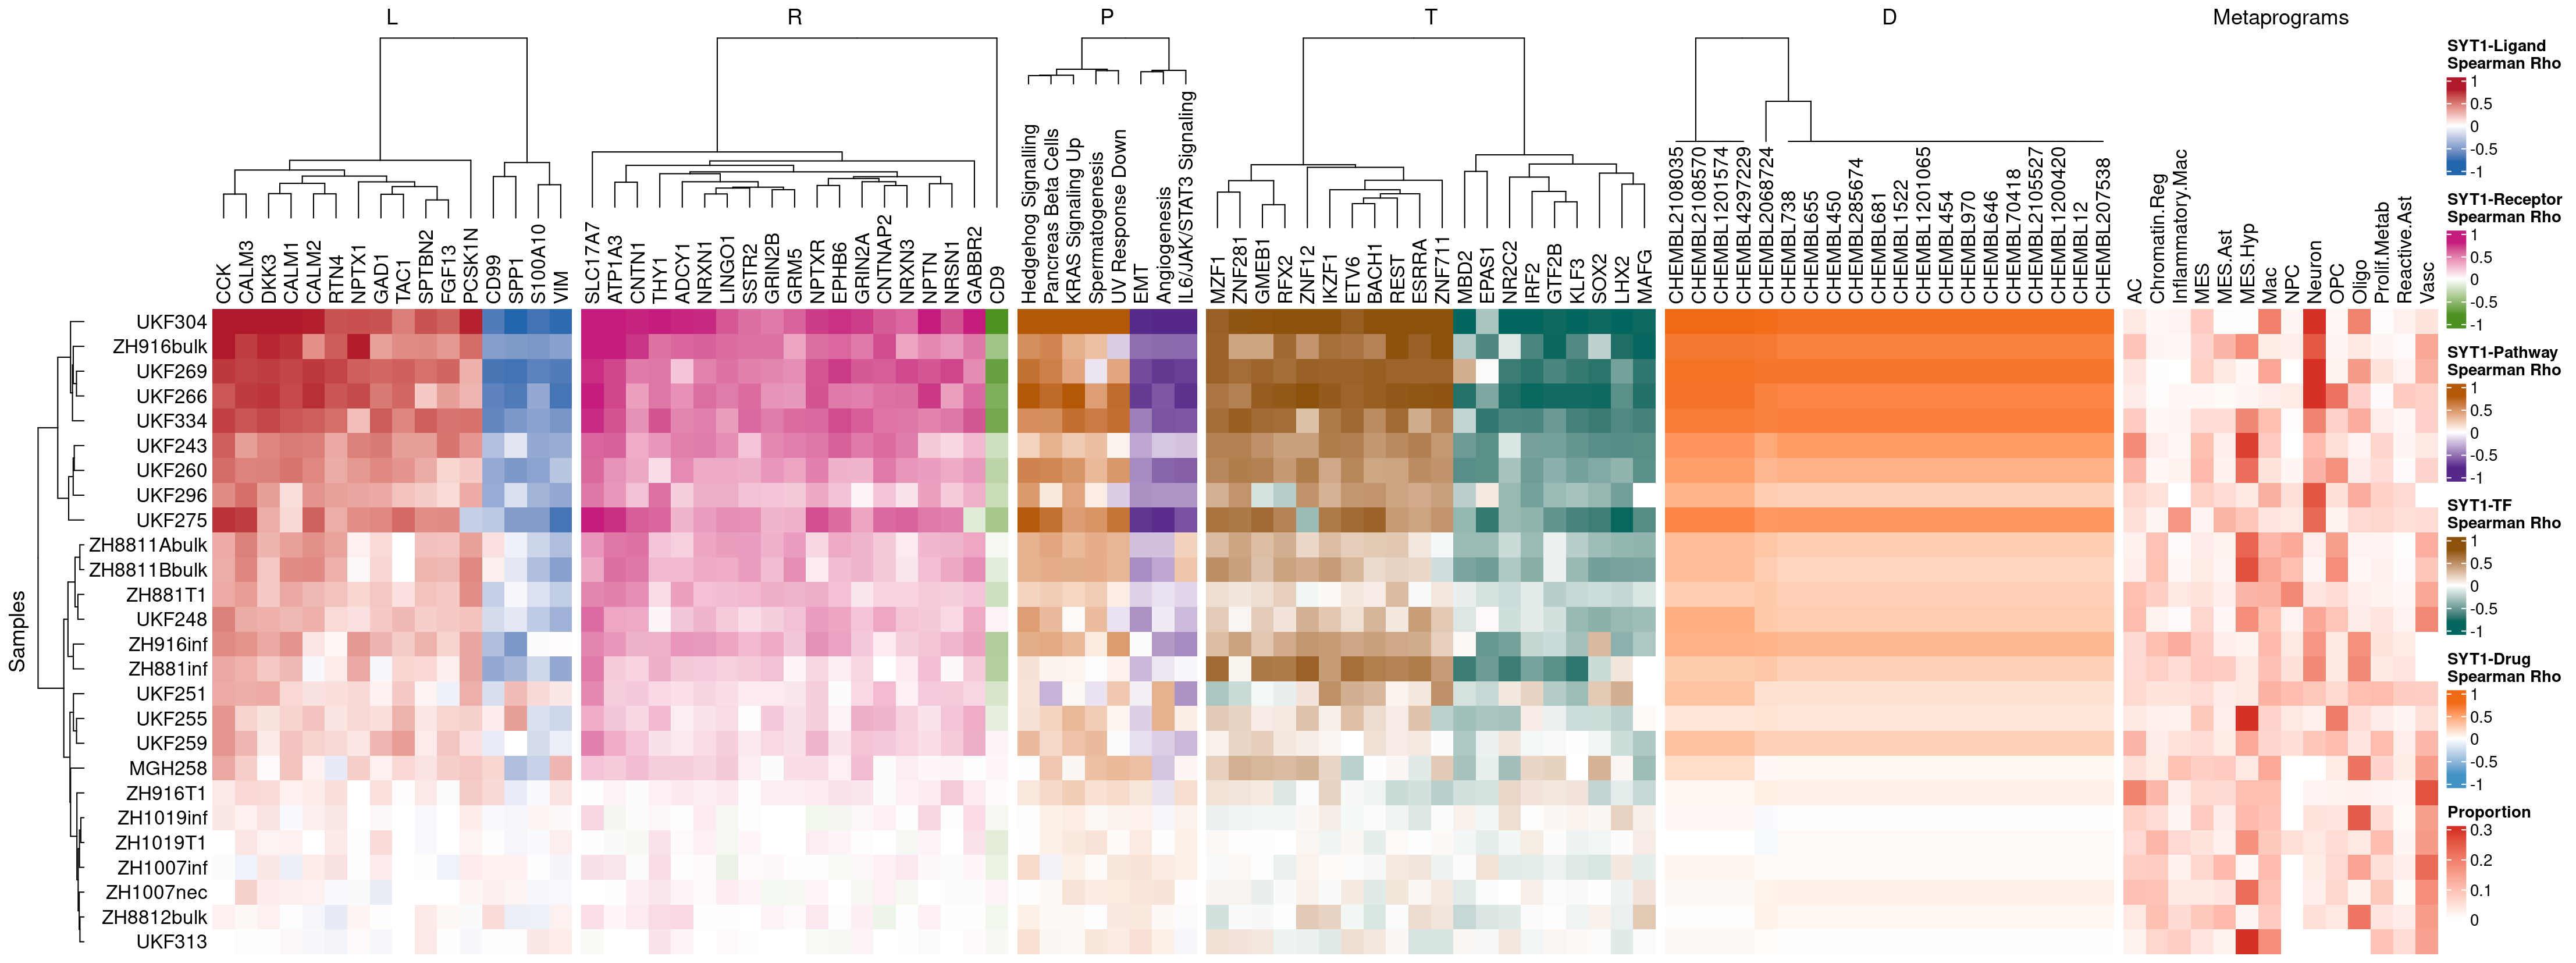 L
R
P
T
D
Metaprograms
CCK
CALM3
DKK3
CALM1
CALM2
RTN4
NPTX1
GAD1
TAC1
SPTBN2
FGF13
PCSK1N
CD99
SPP1
S100A10
VIM
SLC17A7
ATP1A3
CNTN1
THY1
ADCY1
NRXN1
LINGO1
SSTR2
GRIN2B
GRM5
NPTXR
EPHB6
GRIN2A
CNTNAP2
NRXN3
NPTN
NRSN1
GABBR2
CD9
Hedgehog Signalling
Pancreas Beta Cells
KRAS Signaling Up
Spermatogenesis
UV Response Down
EMT
Angiogenesis
IL6/JAK/STAT3 Signaling
MZF1
ZNF281
GMEB1
RFX2
ZNF12
IKZF1
ETV6
BACH1
REST
ESRRA
ZNF711
MBD2
EPAS1
NR2C2
IRF2
GTF2B
KLF3
SOX2
LHX2
MAFG
CHEMBL2108035
CHEMBL2108570
CHEMBL1201574
CHEMBL4297229
CHEMBL2068724
CHEMBL738
CHEMBL655
CHEMBL450
CHEMBL285674
CHEMBL681
CHEMBL1522
CHEMBL1201065
CHEMBL454
CHEMBL970
CHEMBL646
CHEMBL70418
CHEMBL2105527
CHEMBL1200420
CHEMBL12
CHEMBL207538
AC
Chromatin.Reg
Inflammatory.Mac
MES
MES.Ast
MES.Hyp
Mac
NPC
Neuron
OPC
Oligo
Prolif.Metab
Reactive.Ast
Vasc
Samples
UKF304
ZH916bulk
UKF269
UKF266
UKF334
UKF243
UKF260
UKF296
UKF275
ZH8811Abulk
ZH8811Bbulk
ZH881T1
UKF248
ZH916inf
ZH881inf
UKF251
UKF255
UKF259
MGH258
ZH916T1
ZH1019inf
ZH1019T1
ZH1007inf
ZH1007nec
ZH8812bulk
UKF313
SYT1-Ligand
Spearman Rho
1
0.5
0
-0.5
-1
SYT1-Receptor
Spearman Rho
1
0.5
0
-0.5
-1
SYT1-Pathway
Spearman Rho
1
0.5
0
-0.5
-1
SYT1-TF
Spearman Rho
1
0.5
0
-0.5
-1
SYT1-Drug
Spearman Rho
1
0.5
0
-0.5
-1
Proportion
0.3
0.2
0.1
0